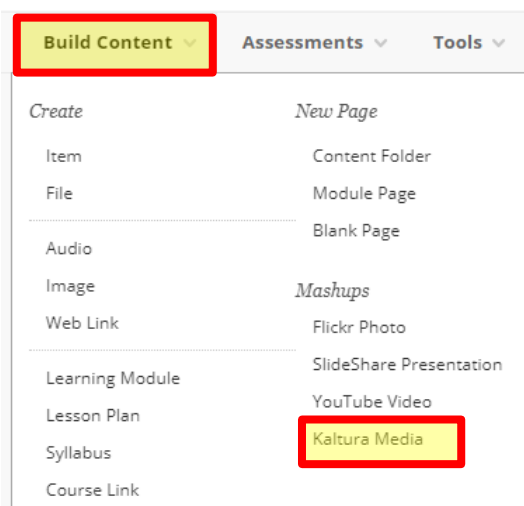 Build Content Assessments Tools
Create
Item
File
Audio
Image
Web Link
Learning Module
Lesson Plan
Syllabus
Course Link
New Page
Content Folder
Module Page
Blank Page
Mashups
Flickr Photo
SlideShare Presentation
YouTube Video
Kaltura Media